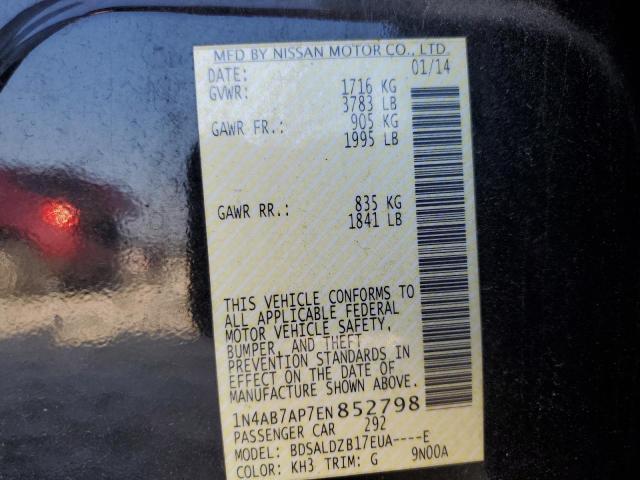 MFD BY NISSAN MOTOR CO., LTD.
DATE: 01/14
GVWR: 1716 KG
3783 LB
GAWR FR.: 905 KG
1995 LB
GAWR RR.: 835 KG
1841 LB
THIS VEHICLE CONFORMS TO
ALL APPLICABLE FEDERAL
MOTOR VEHICLE SAFETY,
BUMPER, AND THEFT
PREVENTION STANDARDS IN
EFFECT ON THE DATE OF
MANUFACTURE SHOWN ABOVE.
1N4AB7AP7EN852798
PASSENGER CAR 292
MODEL: BDSALDZB17EUA----E
COLOR: KH3 TRIM: G 9N00A